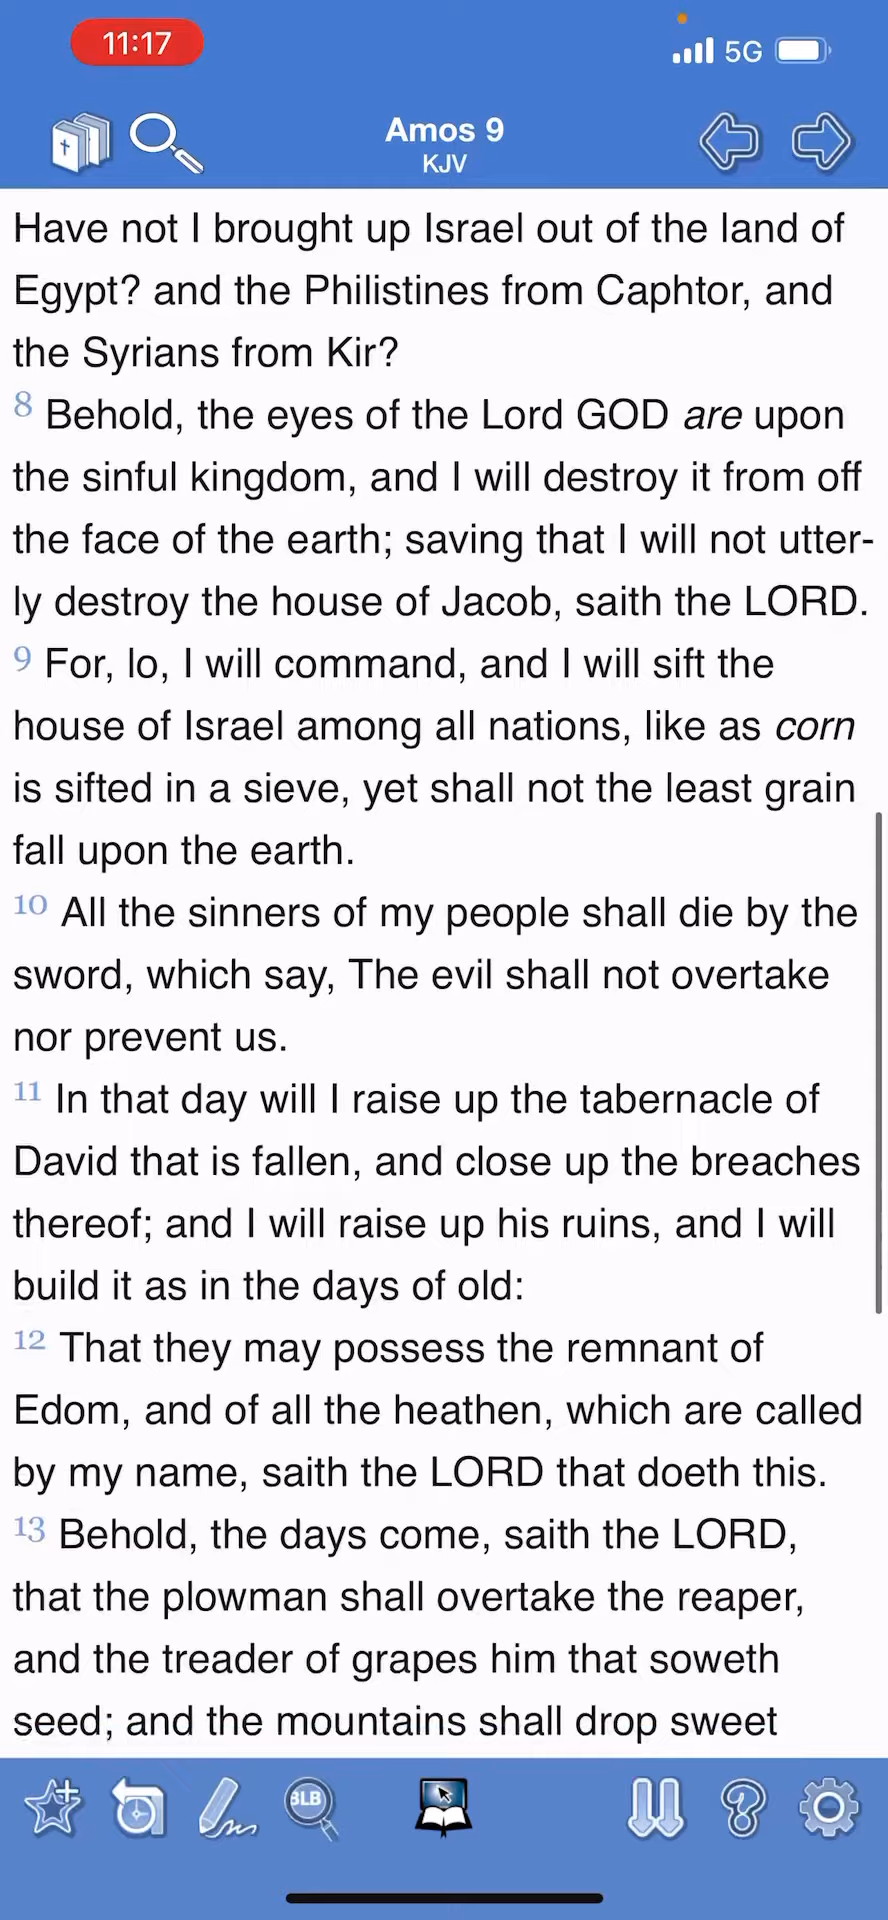 11:17
5G
Amos 9
KJV
Have not I brought up Israel out of the land of
Egypt? and the Philistines from Caphtor, and
the Syrians from Kir?
8 Behold, the eyes of the Lord GOD are upon
the sinful kingdom, and I will destroy it from off
the face of the earth; saving that I will not utter-
ly destroy the house of Jacob, saith the LORD.
9 For, lo, I will command, and I will sift the
house of Israel among all nations, like as corn
is sifted in a sieve, yet shall not the least grain
fall upon the earth.
10 All the sinners of my people shall die by the
sword, which say, The evil shall not overtake
nor prevent us.
11 In that day will I raise up the tabernacle of
David that is fallen, and close up the breaches
thereof; and I will raise up his ruins, and I will
build it as in the days of old:
12 That they may possess the remnant of
Edom, and of all the heathen, which are called
by my name, saith the LORD that doeth this.
13 Behold, the days come, saith the LORD,
that the plowman shall overtake the reaper,
and the treader of grapes him that soweth
seed; and the mountains shall drop sweet
BLB